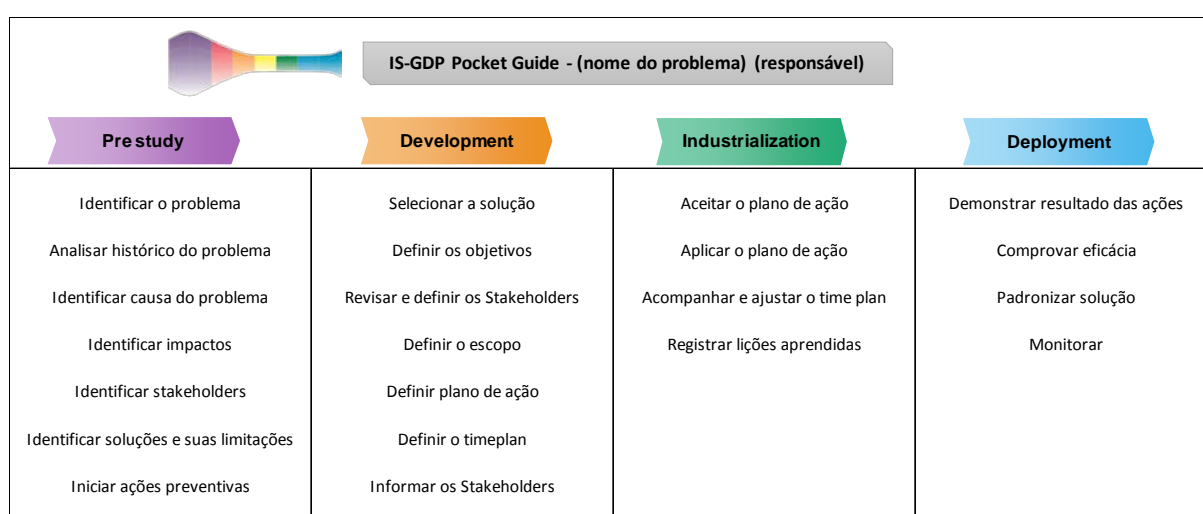 IS-GDP Pocket Guide - (nome do problema) (responsável)
Pre study
Identificar o problema
Analisar histórico do problema
Identificar causa do problema
Identificar impactos
Identificar stakeholders
Identificar soluções e suas limitações
Iniciar ações preventivas
Development
Selecionar a solução
Definir os objetivos
Revisar e definir os Stakeholders
Definir o escopo
Definir plano de ação
Definir o timeplan
Informar os Stakeholders
Industrialization
Aceitar o plano de ação
Aplicar o plano de ação
Acompanhar e ajustar o time plan
Registrar lições aprendidas
Deployment
Demonstrar resultado das ações
Comprovar eficácia
Padronizar solução
Monitorar